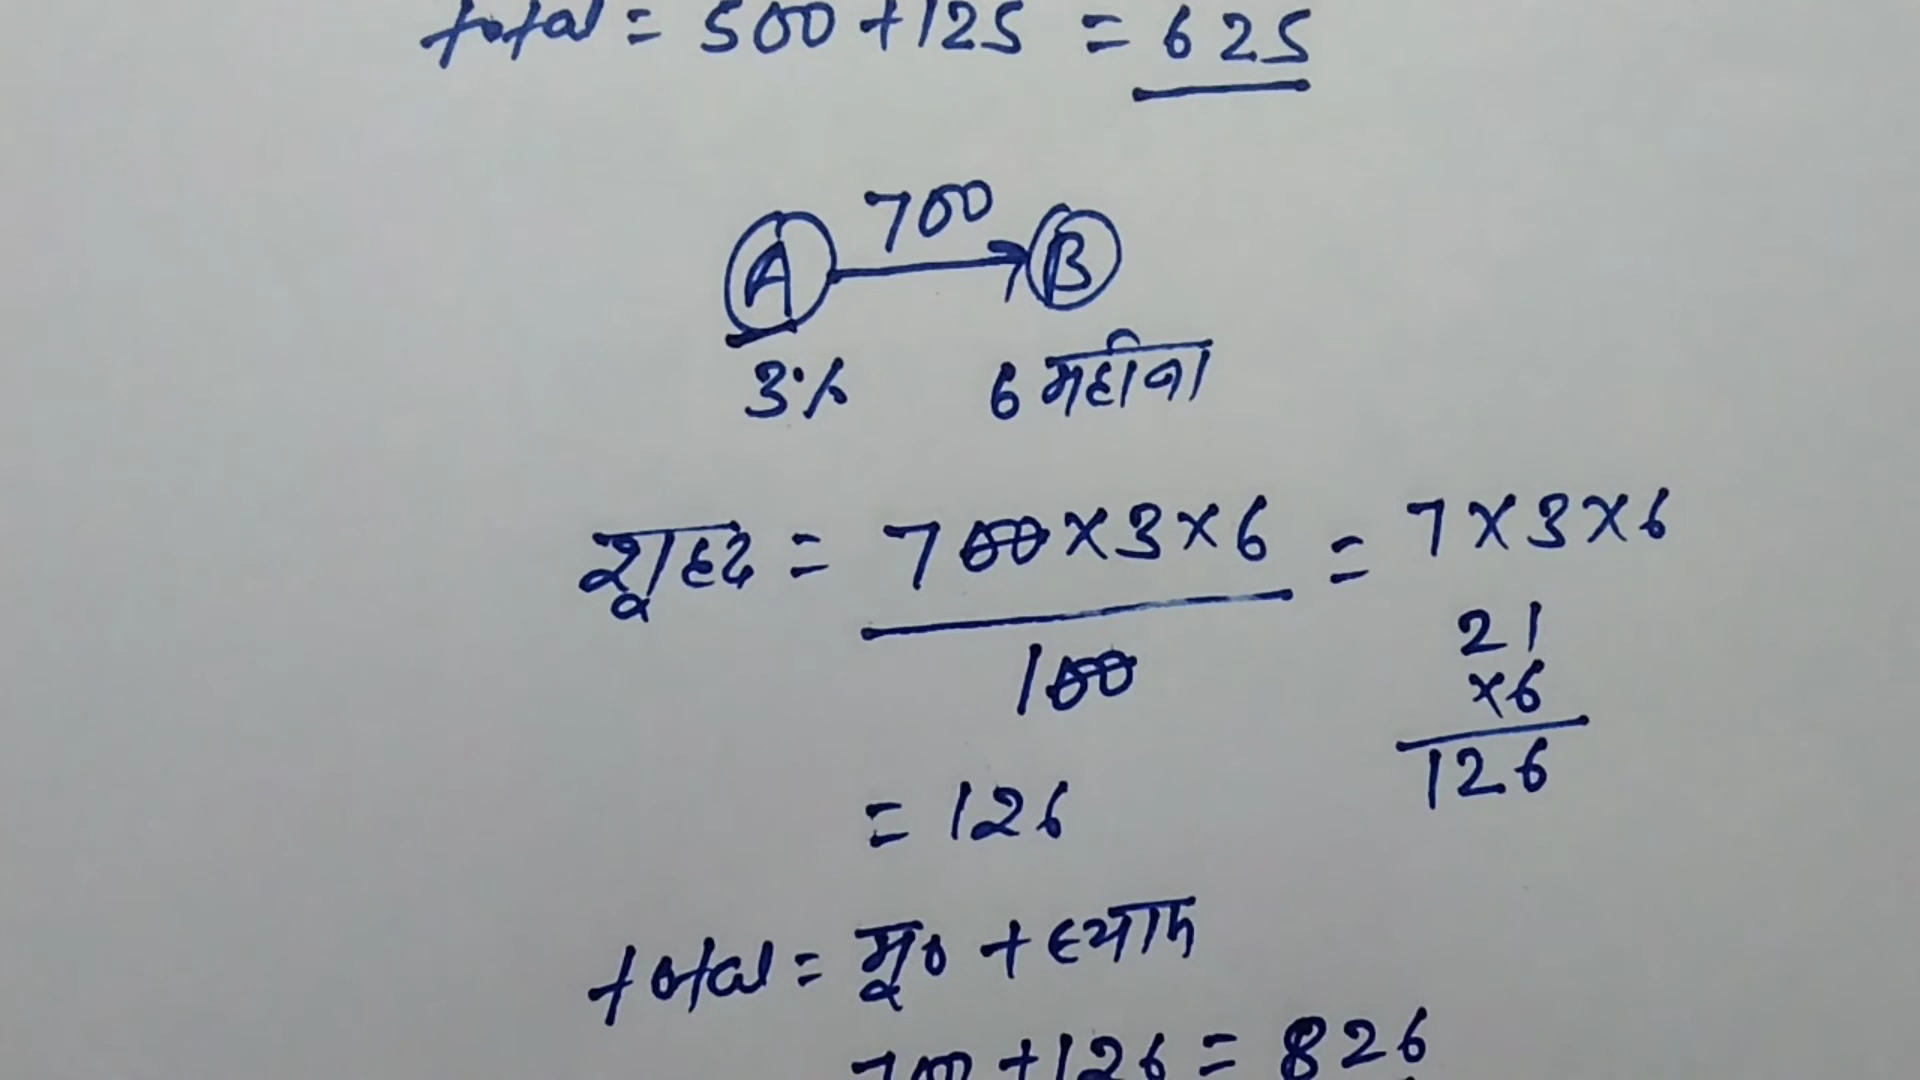 total = 500 + 125 = 625
700
A B
3% 6 महीना
= 700×3×6 = 7×3×6
100
21
×6
126
= 126
total = मू० + ब्याज
700 + 126 = 826